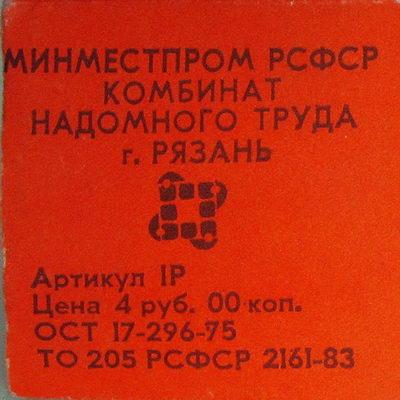 МИНМЕСТПРОМ РСФСР
КОМБИНАТ
НАДОМНОГО ТРУДА
г. РЯЗАНЬ
Артикул 1Р
Цена 4 руб. 00 коп.
ОСТ 17-296-75
ТО 205 РСФСР 2161-83